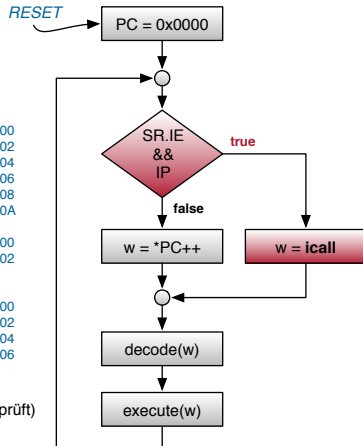 RESET
PC = 0x0000
SR.IE
&&
IP
true
false
w = *PC++
w = icall
decode(w)
execute(w)
00
02
04
06
08
0A
00
02
00
02
04
06
prüft)